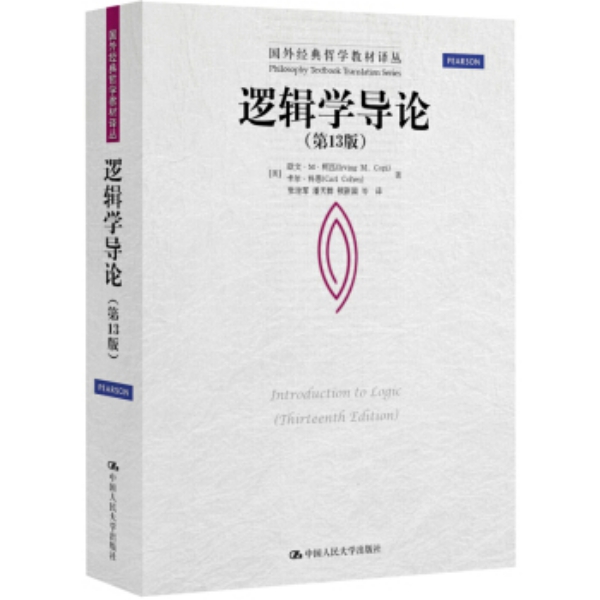 国外经典哲学教材译丛
Philosophy Textbook Translation Series
PEARSON
逻辑学导论
(第13版)
[美] 欧文·M·柯匹(Irving M. Copi)
卡尔·科恩(Carl Cohen) 著
张建军 潘天群 顿新国 等 译
Introduction to Logic
(Thirteenth Edition)
中国人民大学出版社
国外经典哲学教材译丛
逻辑学导论
(第13版)
PEARSON
中国人民大学出版社